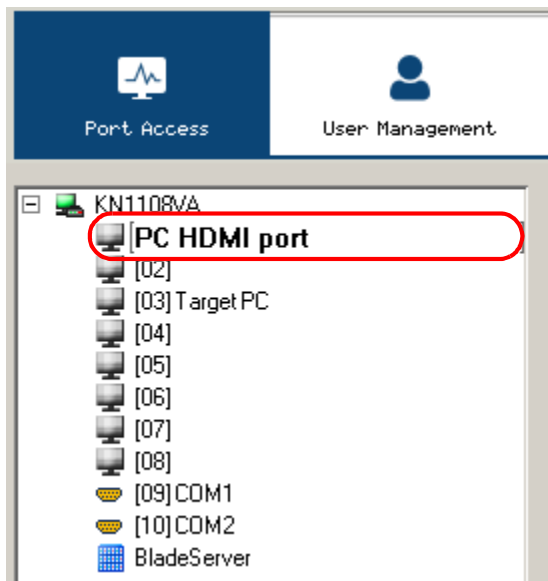 Port Access
User Management
KN1108VA
PC HDMI port
[02]
[03] Target PC
[04]
[05]
[06]
[07]
[08]
[09] COM1
[10] COM2
BladeServer